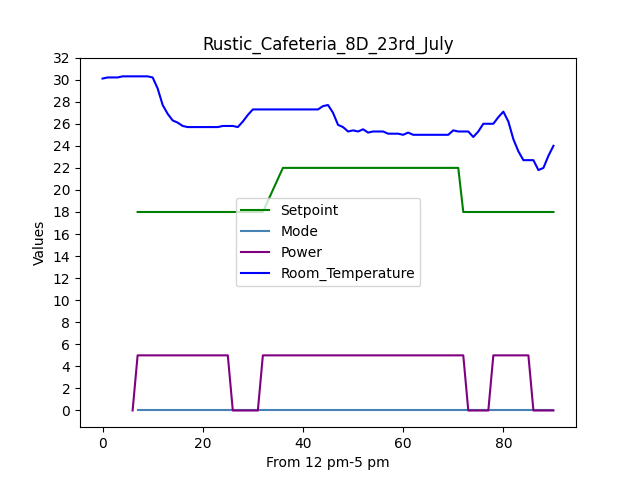 Rustic_Cafeteria_8D_23rd_July
32
30
28
26
24
22
20
18
16
14
12
10
8
6
4
2
0
Values
Setpoint
Mode
Power
Room_Temperature
0 20 40 60 80
From 12 pm-5 pm